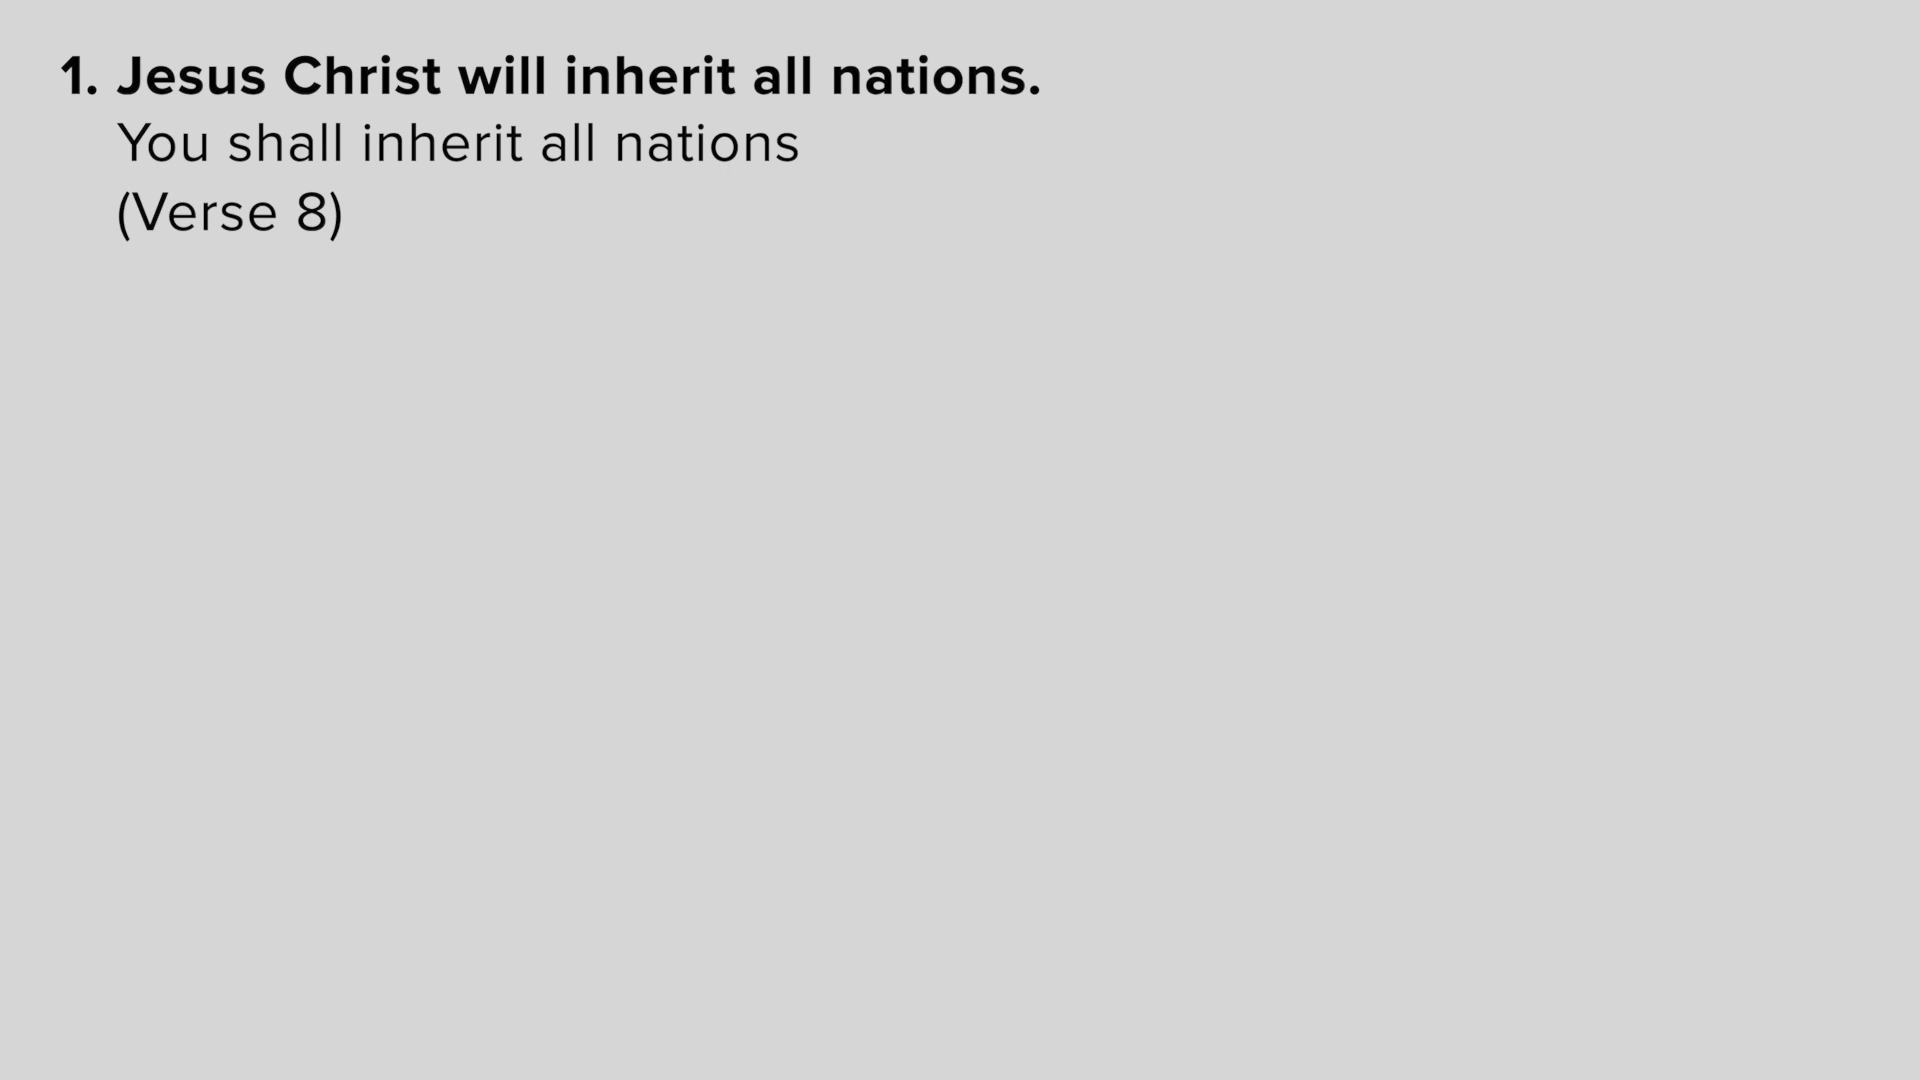 1. Jesus Christ will inherit all nations.
You shall inherit all nations
(Verse 8)